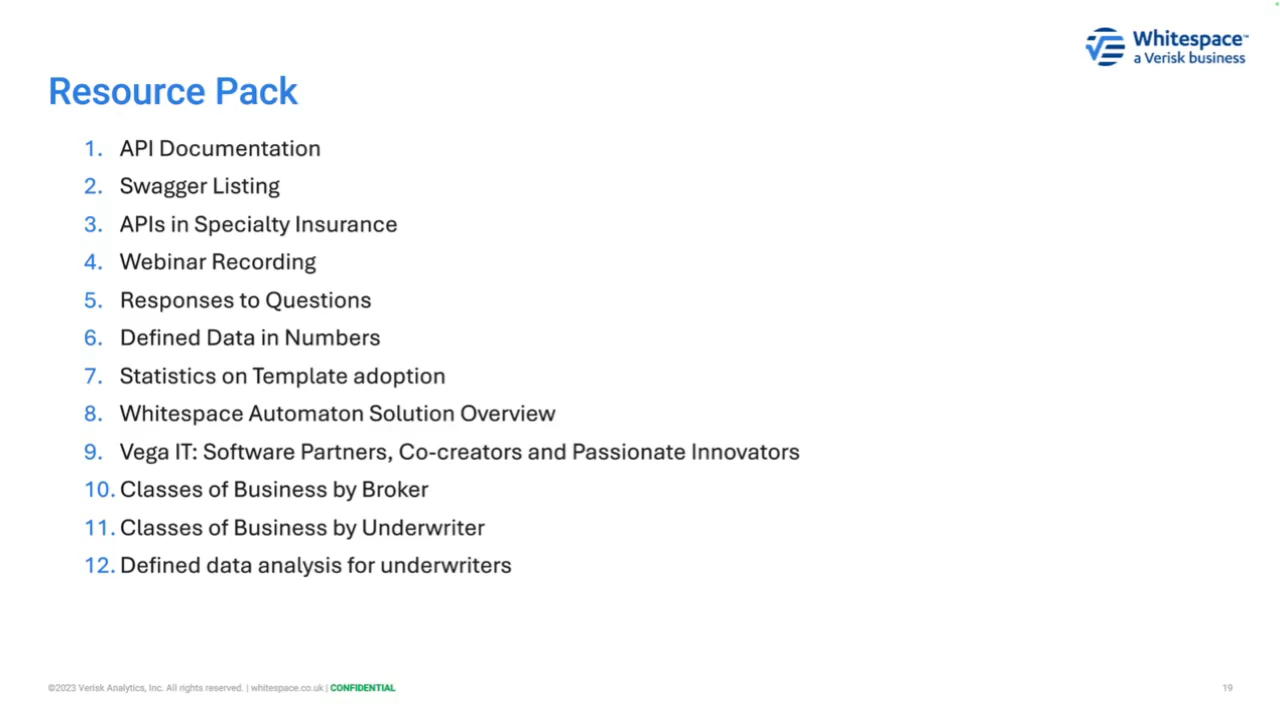 Whitespace™
a Verisk business
Resource Pack
1. API Documentation
2. Swagger Listing
3. APIs in Specialty Insurance
4. Webinar Recording
5. Responses to Questions
6. Defined Data in Numbers
7. Statistics on Template adoption
8. Whitespace Automaton Solution Overview
9. Vega IT: Software Partners, Co-creators and Passionate Innovators
10. Classes of Business by Broker
11. Classes of Business by Underwriter
12. Defined data analysis for underwriters
©2023 Verisk Analytics, Inc. All rights reserved. | whitespace.co.uk | CONFIDENTIAL
19